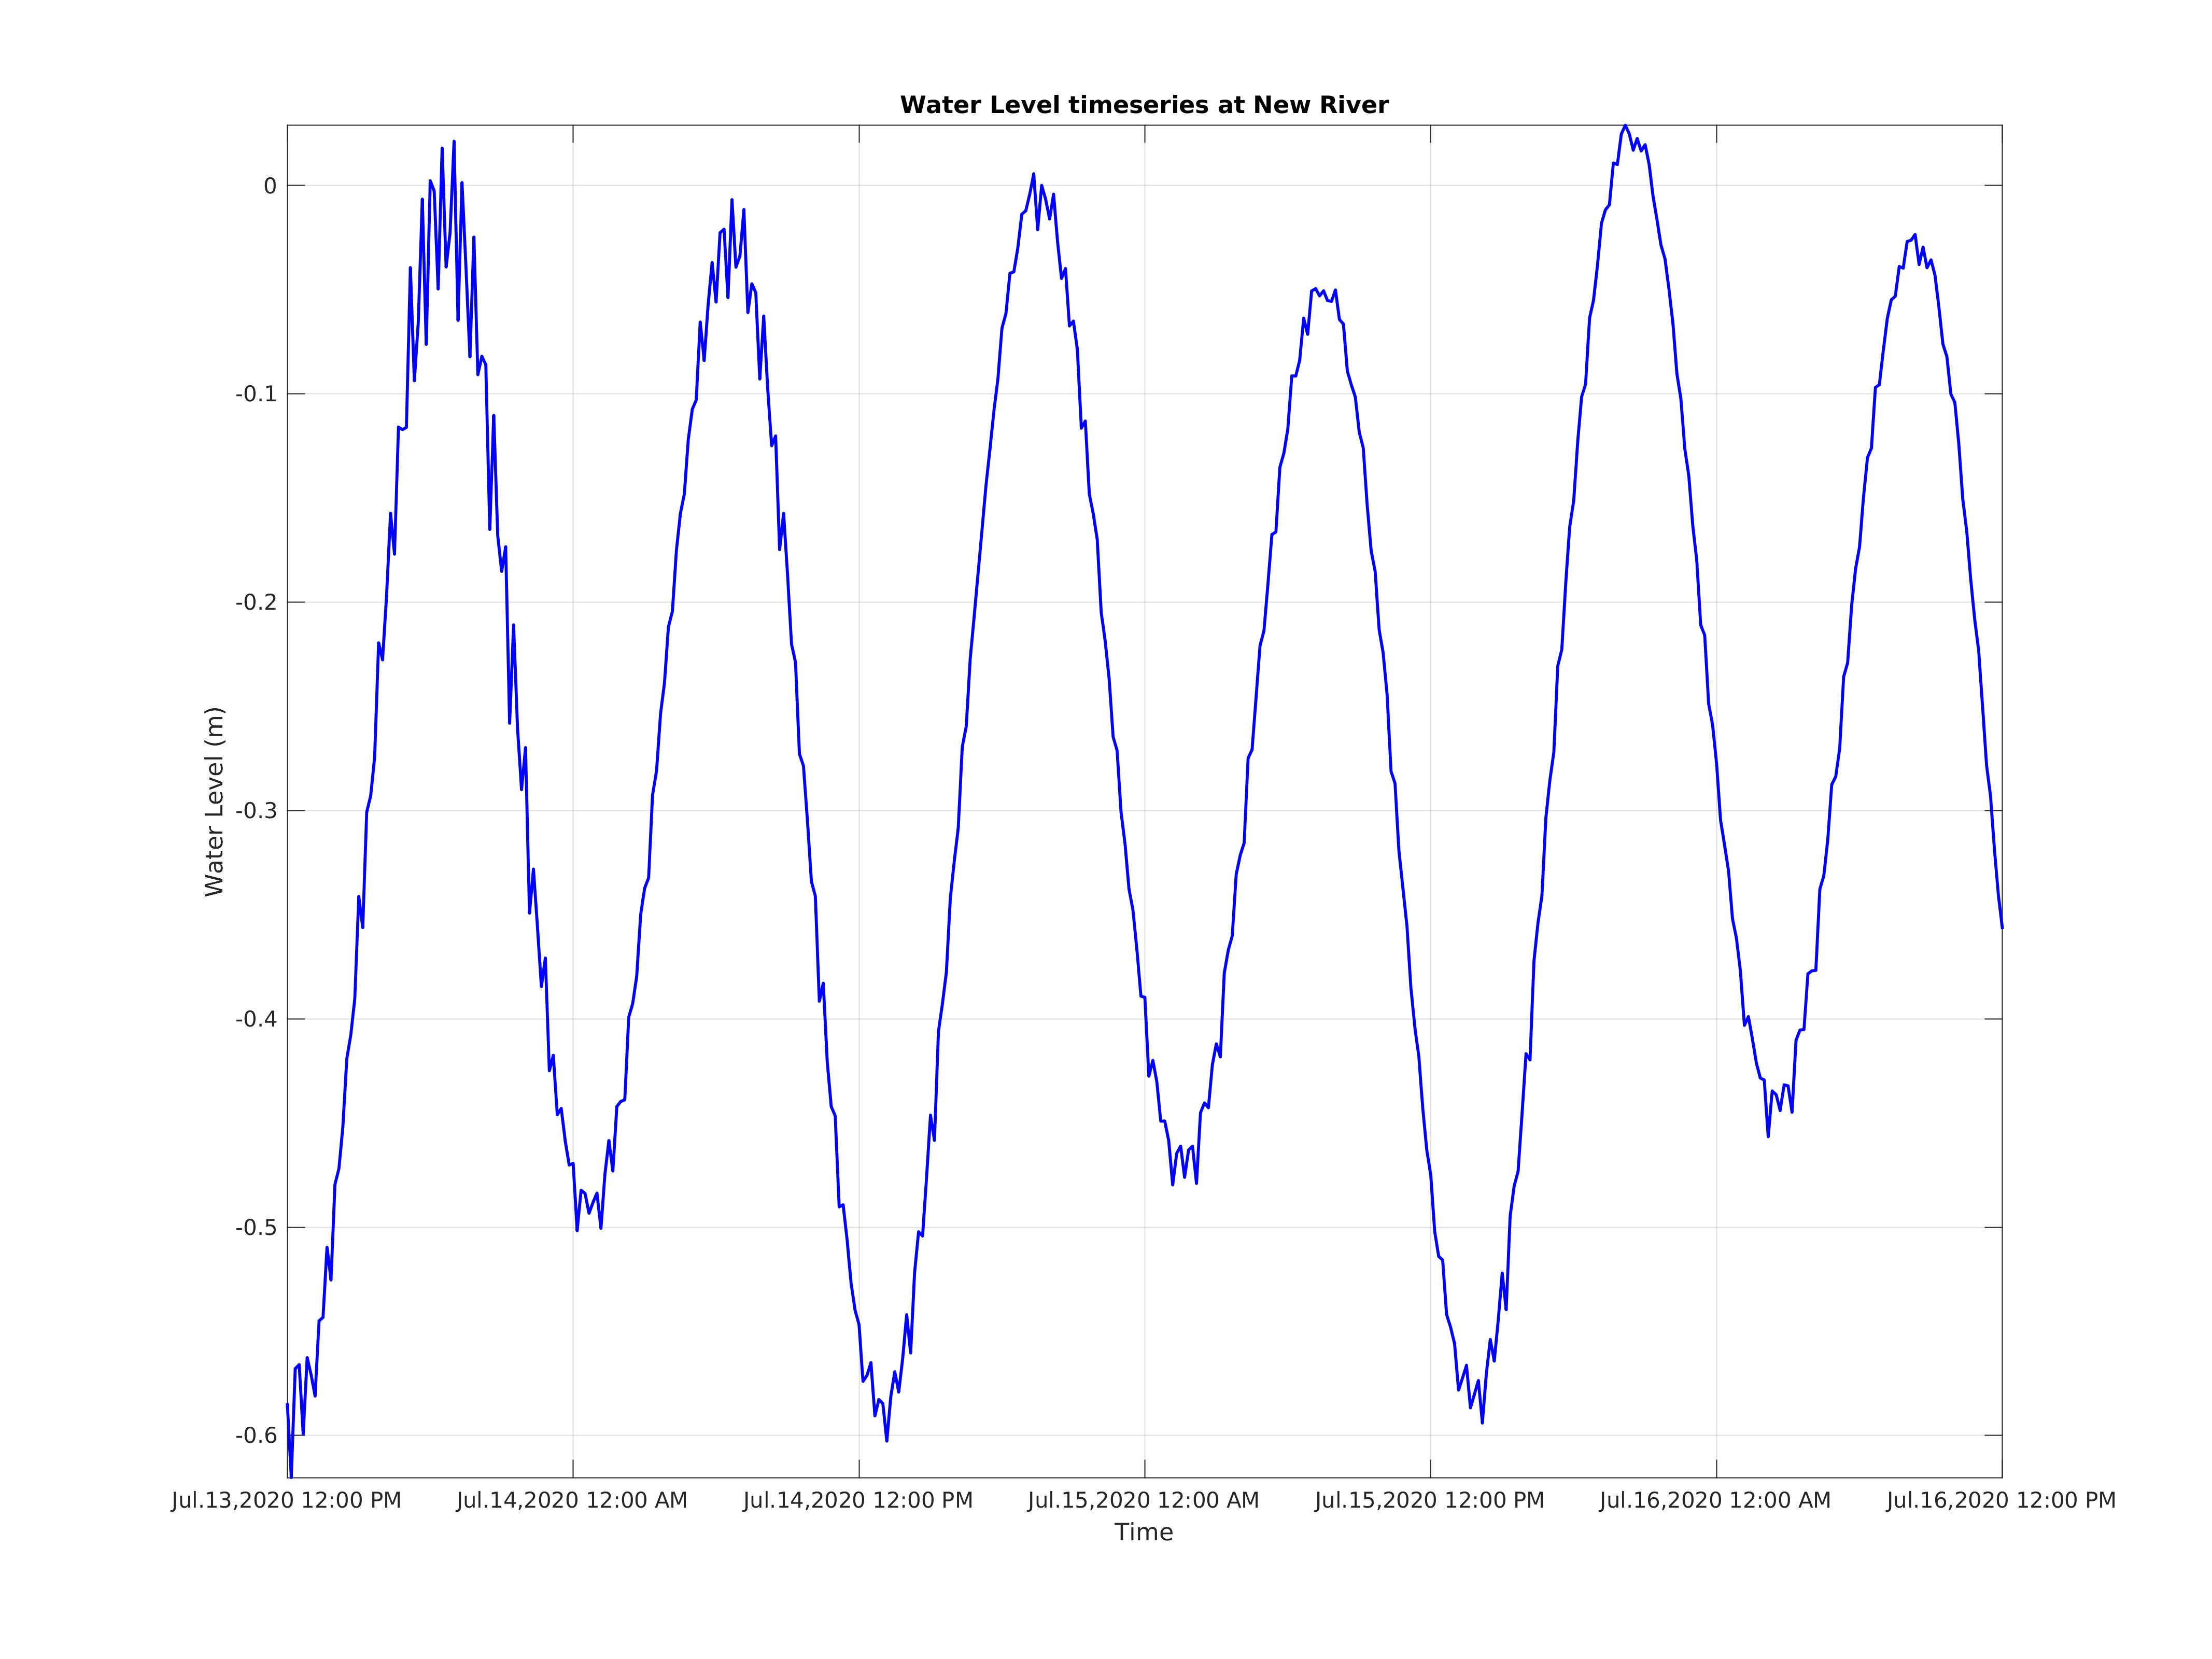 Water Level timeseries at New River
0
-0.1
-0.2
-0.3
-0.4
-0.5
-0.6
Water Level (m)
Jul.13,2020 12:00 PM
Jul.14,2020 12:00 AM
Jul.14,2020 12:00 PM
Jul.15,2020 12:00 AM
Jul.15,2020 12:00 PM
Jul.16,2020 12:00 AM
Jul.16,2020 12:00 PM
Time